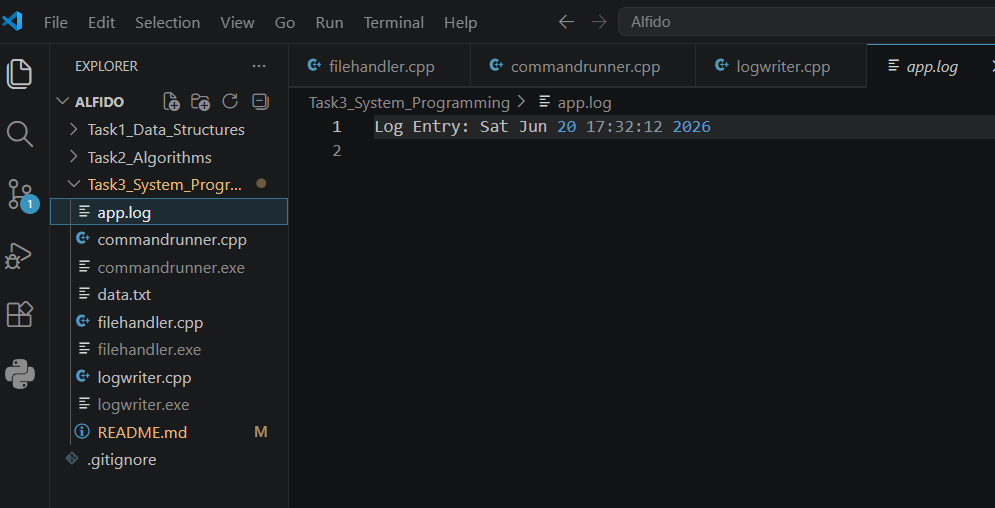 File Edit Selection View Go Run Terminal Help
Alfido
EXPLORER
filehandler.cpp
commandrunner.cpp
logwriter.cpp
app.log
ALFIDO
Task1_Data_Structures
Task2_Algorithms
Task3_System_Progr...
app.log
commandrunner.cpp
commandrunner.exe
data.txt
filehandler.cpp
filehandler.exe
logwriter.cpp
logwriter.exe
README.md M
.gitignore
1
Task3_System_Programming > app.log
1 Log Entry: Sat Jun 20 17:32:12 2026
2